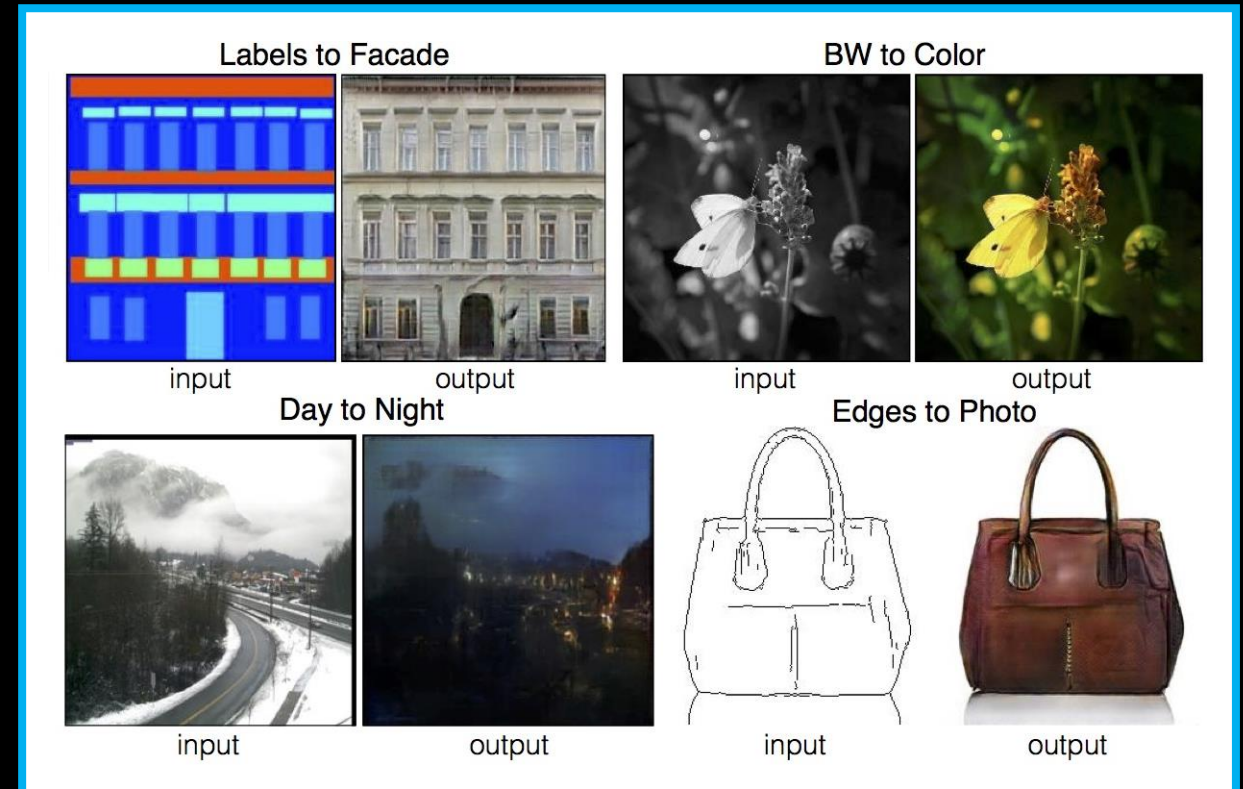 Labels to Facade
BW to Color
input
output
input
output
Day to Night
Edges to Photo
input
output
input
output